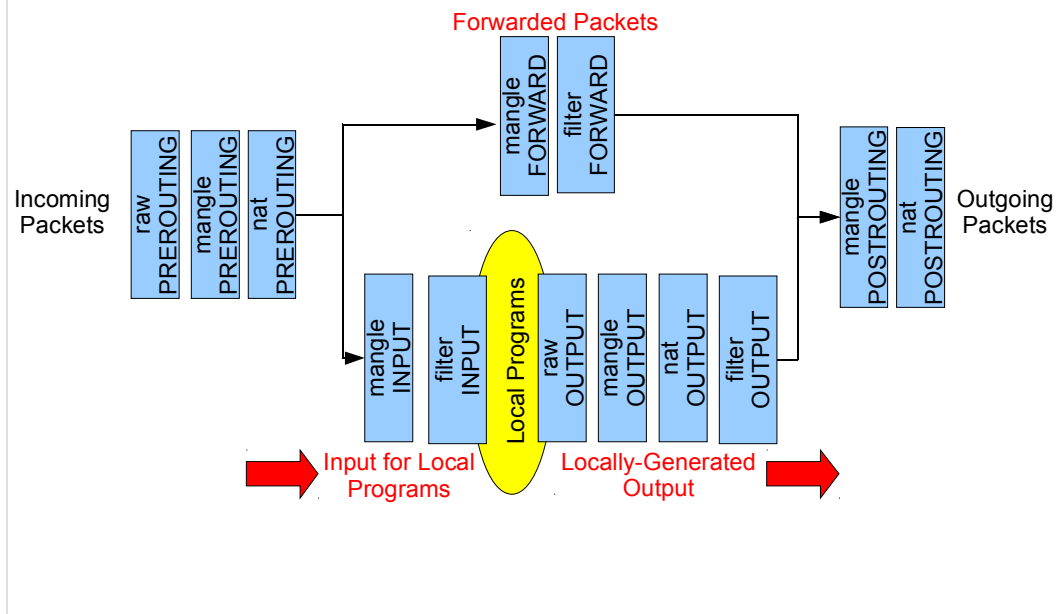 Forwarded Packets
Incoming
Packets
raw
PREROUTING
mangle
PREROUTING
nat
PREROUTING
mangle
FORWARD
filter
FORWARD
mangle
POSTROUTING
nat
POSTROUTING
Outgoing
Packets
mangle
INPUT
filter
INPUT
Local Programs
raw
OUTPUT
mangle
OUTPUT
nat
OUTPUT
filter
OUTPUT
Input for Local
Programs
Locally-Generated
Output